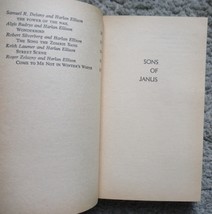 Samuel R. Delany and Harlan Ellison
THE POWER OF THE NAIL
Algis Budrys and Harlan Ellison
WONDERBIRD
Robert Silverberg and Harlan Ellison
THE SONG THE ZOMBIE SANG
Keith Laumer and Harlan Ellison
STREET SCENE
Roger Zelazny and Harlan Ellison
COME TO ME NOT IN WINTER'S WHITE
SONS
OF
JANUS